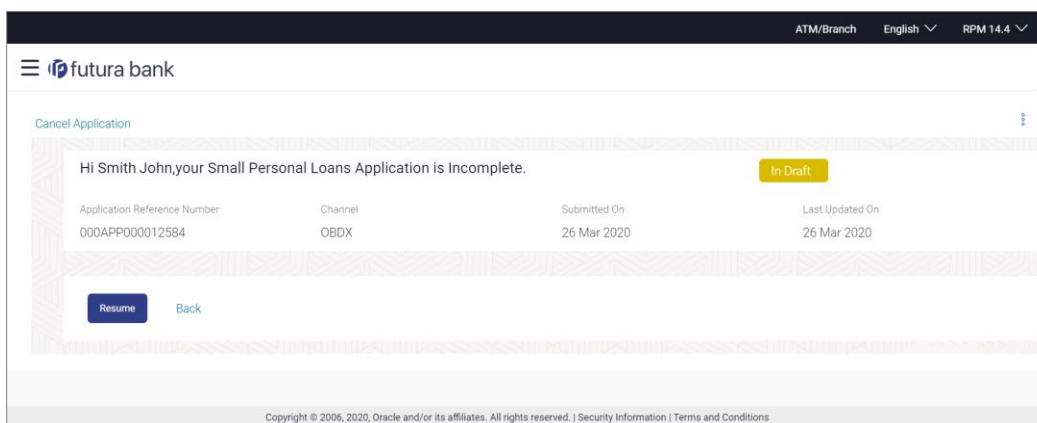 ATM/Branch English RPM 14.4
futura bank
Cancel Application
Hi Smith John,your Small Personal Loans Application is Incomplete. In Draft
Application Reference Number Channel Submitted On Last Updated On
000APP000012584 OBDX 26 Mar 2020 26 Mar 2020
Resume Back
Copyright © 2006, 2020, Oracle and/or its affiliates. All rights reserved. | Security Information | Terms and Conditions